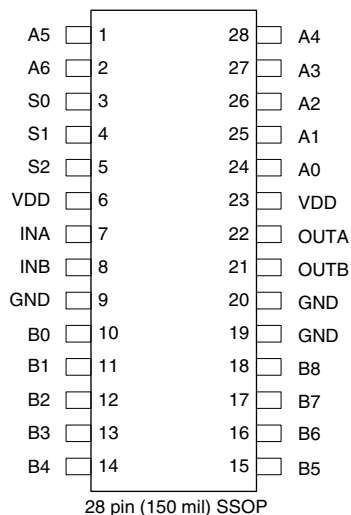 A5 1 28 A4
A6 2 27 A3
S0 3 26 A2
S1 4 25 A1
S2 5 24 A0
VDD 6 23 VDD
INA 7 22 OUTA
INB 8 21 OUTB
GND 9 20 GND
B0 10 19 GND
B1 11 18 B8
B2 12 17 B7
B3 13 16 B6
B4 14 15 B5
28 pin (150 mil) SSOP